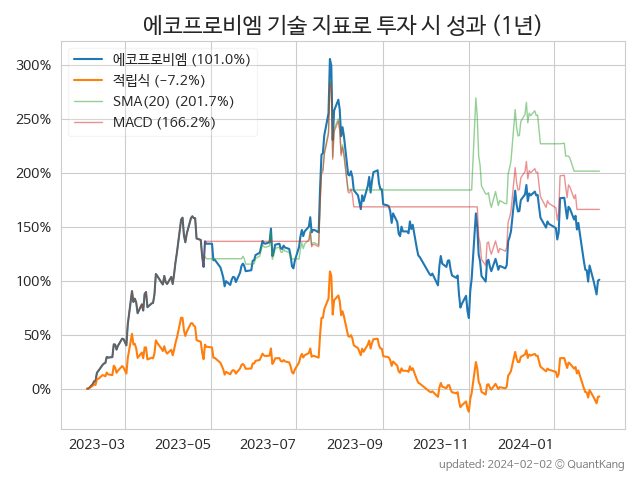 에코프로비엠 기술 지표로 투자 시 성과 (1년)
에코프로비엠 (101.0%)
적립식 (-7.2%)
SMA(20) (201.7%)
MACD (166.2%)
300%
250%
200%
150%
100%
50%
0%
2023-03 2023-05 2023-07 2023-09 2023-11 2024-01
updated: 2024-02-02 © QuantKang